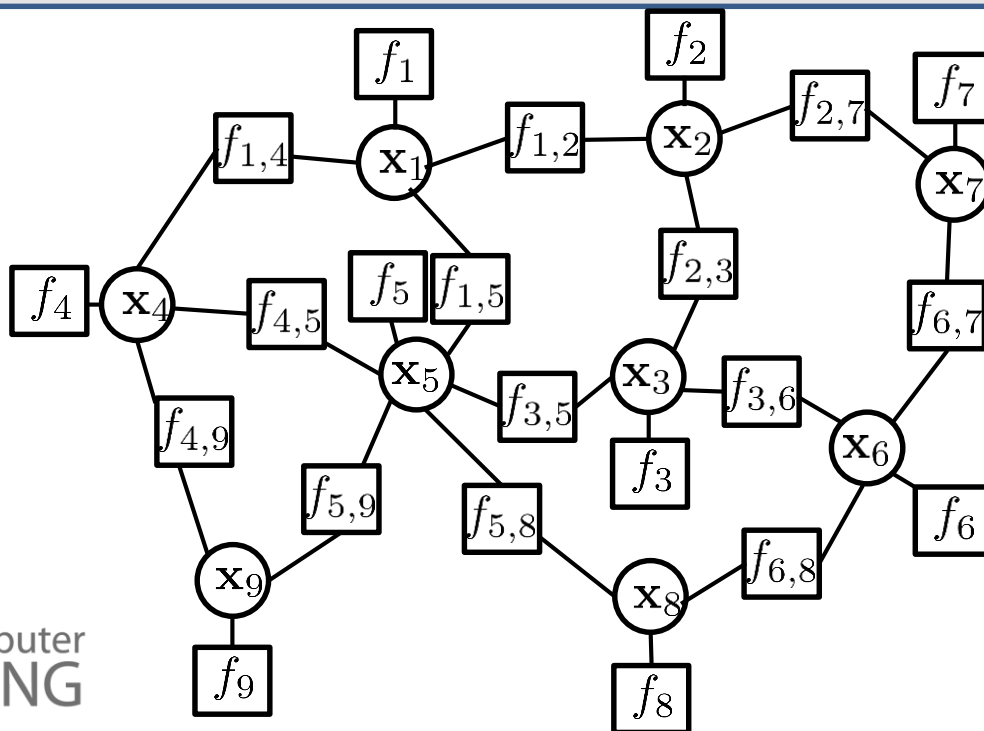 f₂
f₁
f₇
f₂,₇
f₁,₂
x₂
f₁,₄
x₁
x₇
f₂,₃
f₅
f₁,₅
f₄
x₄
f₄,₅
f₆,₇
x₅
x₃
f₃,₆
f₃,₅
f₄,₉
x₆
f₃
f₅,₉
f₅,₈
f₆
f₆,₈
x₉
x₈
puter
NG
f₉
f₈